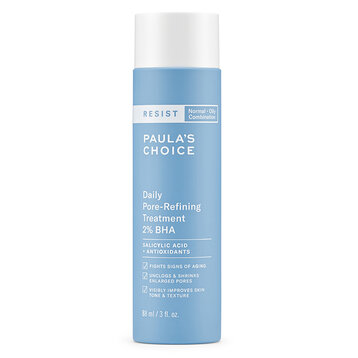 RESIST
Normal • Oily
Combination
PAULA'S
CHOICE
Daily
Pore-Refining
Treatment
2% BHA
SALICYLIC ACID
+ ANTIOXIDANTS
FIGHTS SIGNS OF AGING
UNCLOGS & SHRINKS
ENLARGED PORES
VISIBLY IMPROVES SKIN
TONE & TEXTURE
88 ml / 3 fl. oz.